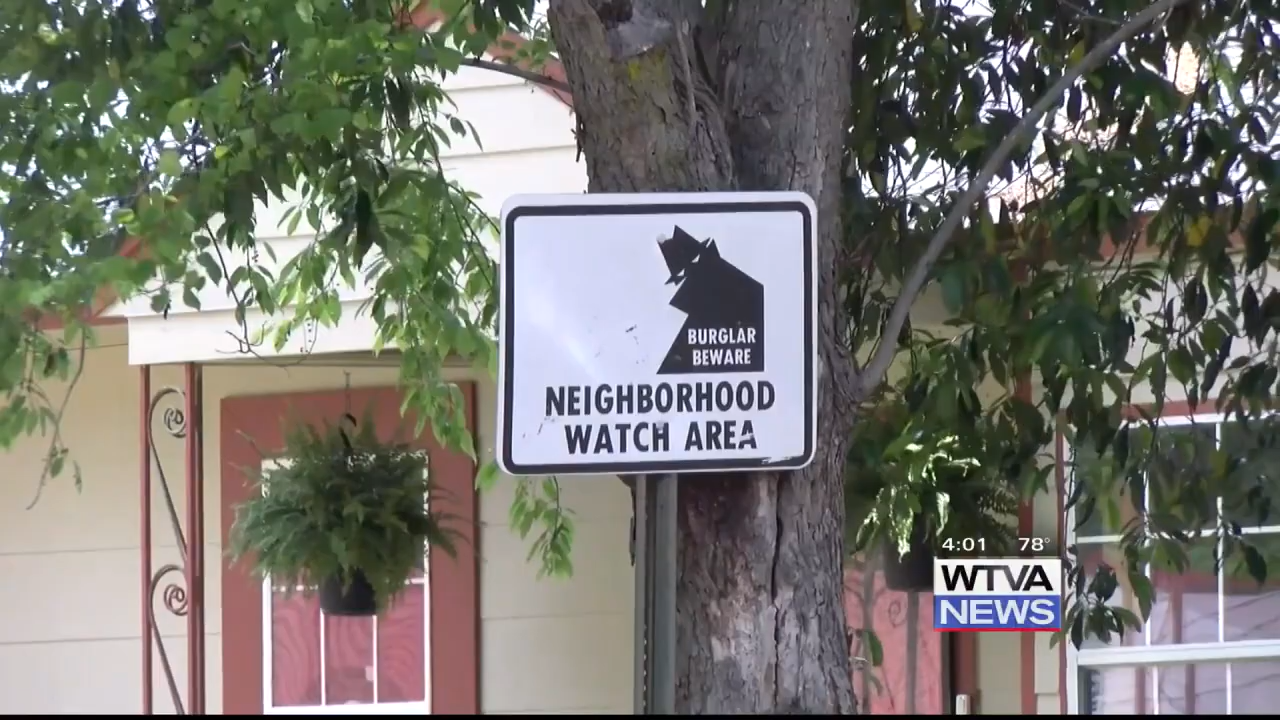 BURGLAR
BEWARE
NEIGHBORHOOD
WATCH AREA
4:01 78°
WTVA
NEWS